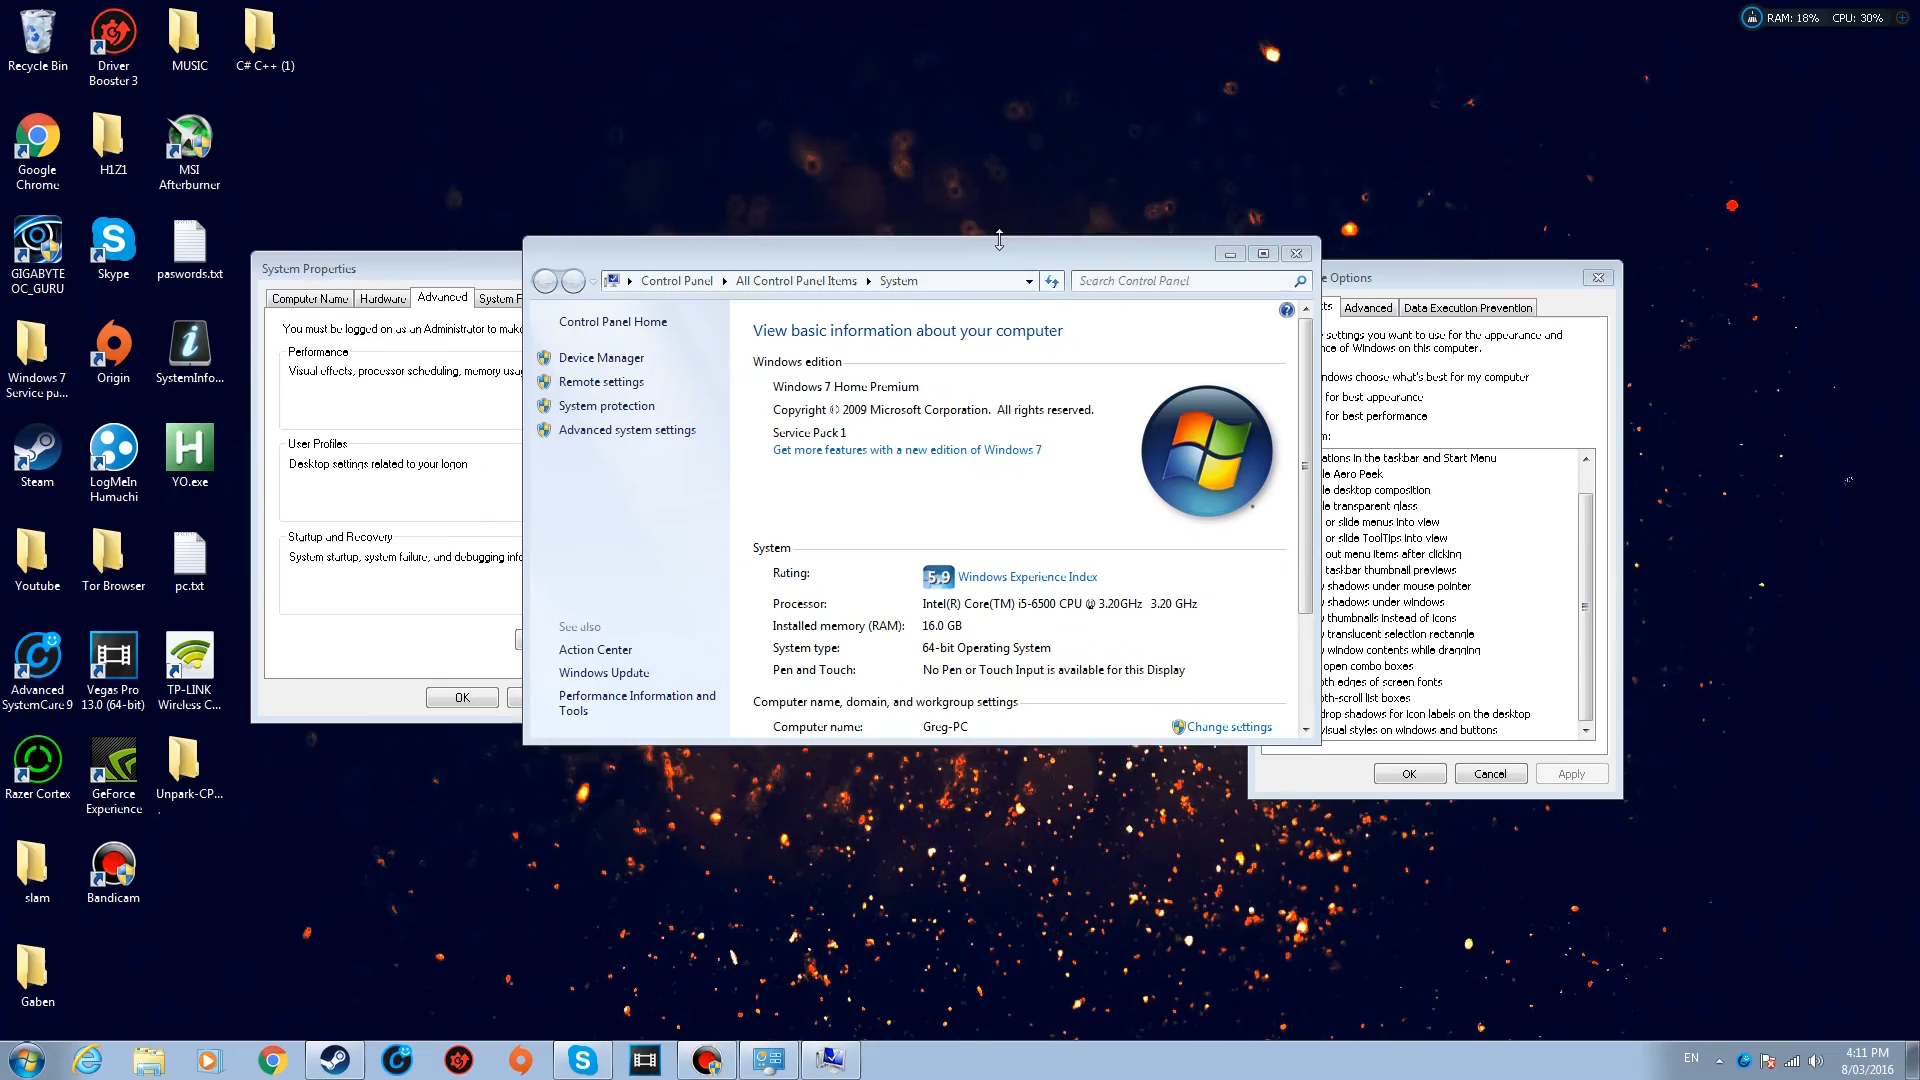 RAM: 18% CPU: 30%
Recycle Bin
Driver
Booster 3
MUSIC
C# C++ (1)
Google
Chrome
H1Z1
MSI
Afterburner
GIGABYTE
OC_GURU
Skype
paswords.txt
Windows 7
Service pa...
Origin
SystemInfo...
Steam
LogMeIn
Hamachi
YO.exe
Youtube
Tor Browser
pc.txt
Advanced
SystemCare 9
Vegas Pro
13.0 (64-bit)
TP-LINK
Wireless C...
Razer Cortex
GeForce
Experience
Unpark-CP...
slam
Bandicam
Gaben
System Properties
Computer Name
Hardware
Advanced
System P
You must be logged on as an Administrator to mak
Performance
Visual effects, processor scheduling, memory usa
User Profiles
Desktop settings related to your logon
Startup and Recovery
System startup, system failure, and debugging info
OK
Control Panel
All Control Panel Items
System
Search Control Panel
Control Panel Home
Device Manager
Remote settings
System protection
Advanced system settings
See also
Action Center
Windows Update
Performance Information and
Tools
View basic information about your computer
Windows edition
Windows 7 Home Premium
Copyright © 2009 Microsoft Corporation. All rights reserved.
Service Pack 1
Get more features with a new edition of Windows 7
System
Rating: 5.9 Windows Experience Index
Processor: Intel(R) Core(TM) i5-6500 CPU @ 3.20GHz 3.20 GHz
Installed memory (RAM): 16.0 GB
System type: 64-bit Operating System
Pen and Touch: No Pen or Touch Input is available for this Display
Computer name, domain, and workgroup settings
Computer name: Greg-PC
Change settings
e Options
cts
Advanced
Data Execution Prevention
settings you want to use for the appearance and
nce of Windows on this computer.
ndows choose what's best for my computer
for best appearance
for best performance
m:
ations in the taskbar and Start Menu
le Aero Peek
le desktop composition
le transparent glass
or slide menus into view
or slide ToolTips into view
out menu items after clicking
taskbar thumbnail previews
shadows under mouse pointer
shadows under windows
thumbnails instead of icons
translucent selection rectangle
window contents while dragging
open combo boxes
oth edges of screen fonts
oth-scroll list boxes
drop shadows for icon labels on the desktop
visual styles on windows and buttons
OK
Cancel
Apply
EN
4:11 PM
8/03/2016